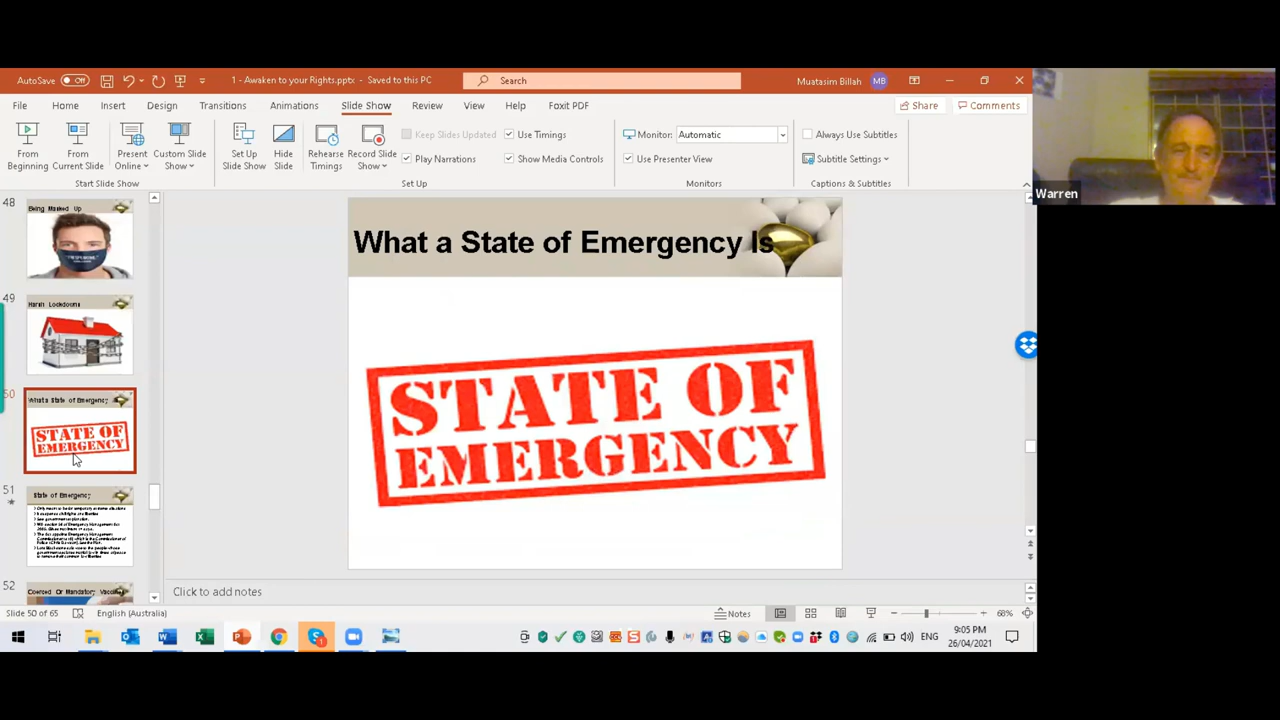 AutoSave Off
1 - Awaken to your Rights.pptx - Saved to this PC
Search
Muatasim Billah MB
File Home Insert Design Transitions Animations Slide Show Review View Help Foxit PDF
Share Comments
From Beginning
From Current Slide
Present Online
Custom Slide Show
Start Slide Show
Set Up Slide Show
Hide Slide
Rehearse Timings
Record Slide Show
Keep Slides Updated
Play Narrations
Use Timings
Show Media Controls
Set Up
Monitor: Automatic
Use Presenter View
Monitors
Always Use Subtitles
Subtitle Settings
Captions & Subtitles
Warren
48
Being Masked Up
49
Harsh Lockdowns
50
What a State of Emergency
STATE OF
EMERGENCY
51
State of Emergency
52
Coerced Or Mandatory Vaccines
What a State of Emergency Is
STATE OF
EMERGENCY
Click to add notes
Slide 50 of 65
English (Australia)
Notes
68%
ENG
9:05 PM
26/04/2021